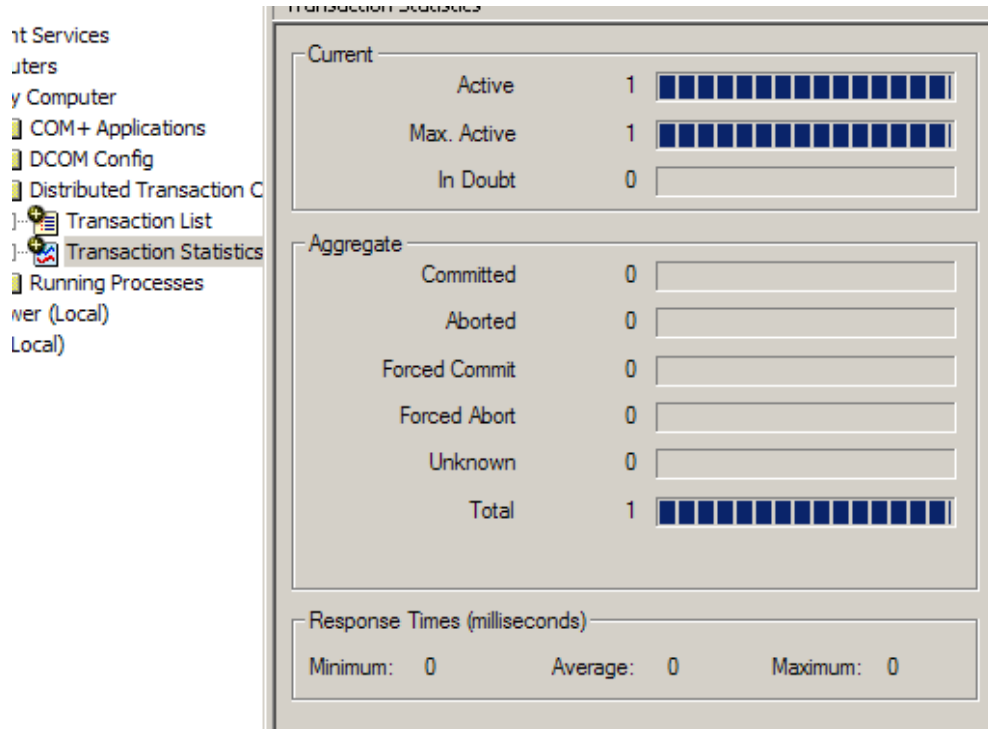 Transaction Statistics
nt Services
uters
y Computer
COM+ Applications
DCOM Config
Distributed Transaction C
Transaction List
Transaction Statistics
Running Processes
wer (Local)
Local)
Current
Active 1
Max. Active 1
In Doubt 0
Aggregate
Committed 0
Aborted 0
Forced Commit 0
Forced Abort 0
Unknown 0
Total 1
Response Times (milliseconds)
Minimum: 0 Average: 0 Maximum: 0